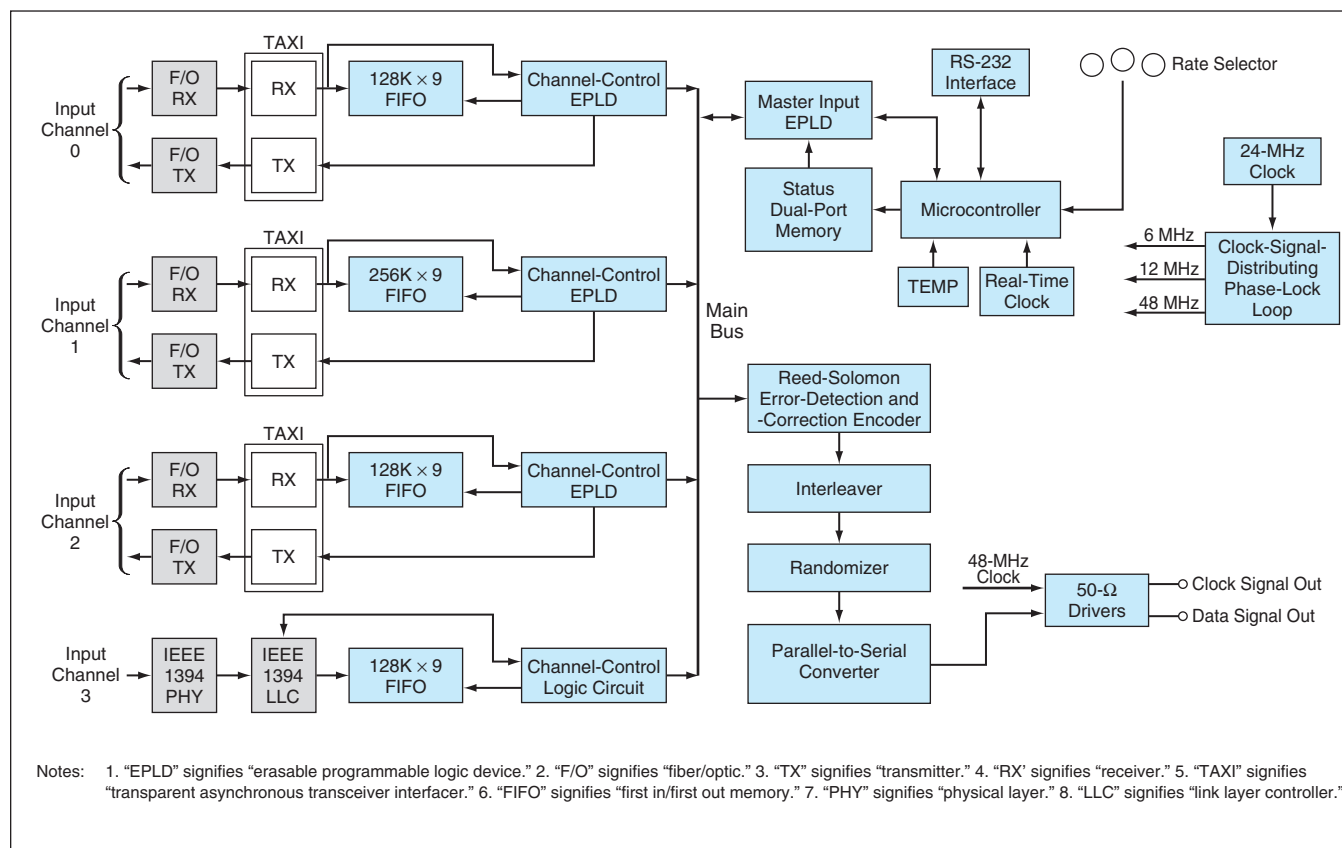 TAXI
Input
Channel
0
F/O
RX
RX
128K × 9
FIFO
Channel-Control
EPLD
F/O
TX
TX
TAXI
Input
Channel
1
F/O
RX
RX
256K × 9
FIFO
Channel-Control
EPLD
F/O
TX
TX
TAXI
Input
Channel
2
F/O
RX
RX
128K × 9
FIFO
Channel-Control
EPLD
F/O
TX
TX
Input
Channel
3
IEEE
1394
PHY
IEEE
1394
LLC
128K × 9
FIFO
Channel-Control
Logic Circuit
Main
Bus
Master Input
EPLD
Status
Dual-Port
Memory
RS-232
Interface
Microcontroller
TEMP
Real-Time
Clock
Rate Selector
24-MHz
Clock
6 MHz
12 MHz
48 MHz
Clock-Signal-
Distributing
Phase-Lock
Loop
Reed-Solomon
Error-Detection and
-Correction Encoder
Interleaver
Randomizer
Parallel-to-Serial
Converter
48-MHz
Clock
50-Ω
Drivers
Clock Signal Out
Data Signal Out
Notes: 1. “EPLD” signifies “erasable programmable logic device.” 2. “F/O” signifies “fiber/optic.” 3. “TX” signifies “transmitter.” 4. “RX’ signifies “receiver.” 5. “TAXI” signifies
“transparent asynchronous transceiver interfacer.” 6. “FIFO” signifies “first in/first out memory.” 7. “PHY” signifies “physical layer.” 8. “LLC” signifies “link layer controller.”